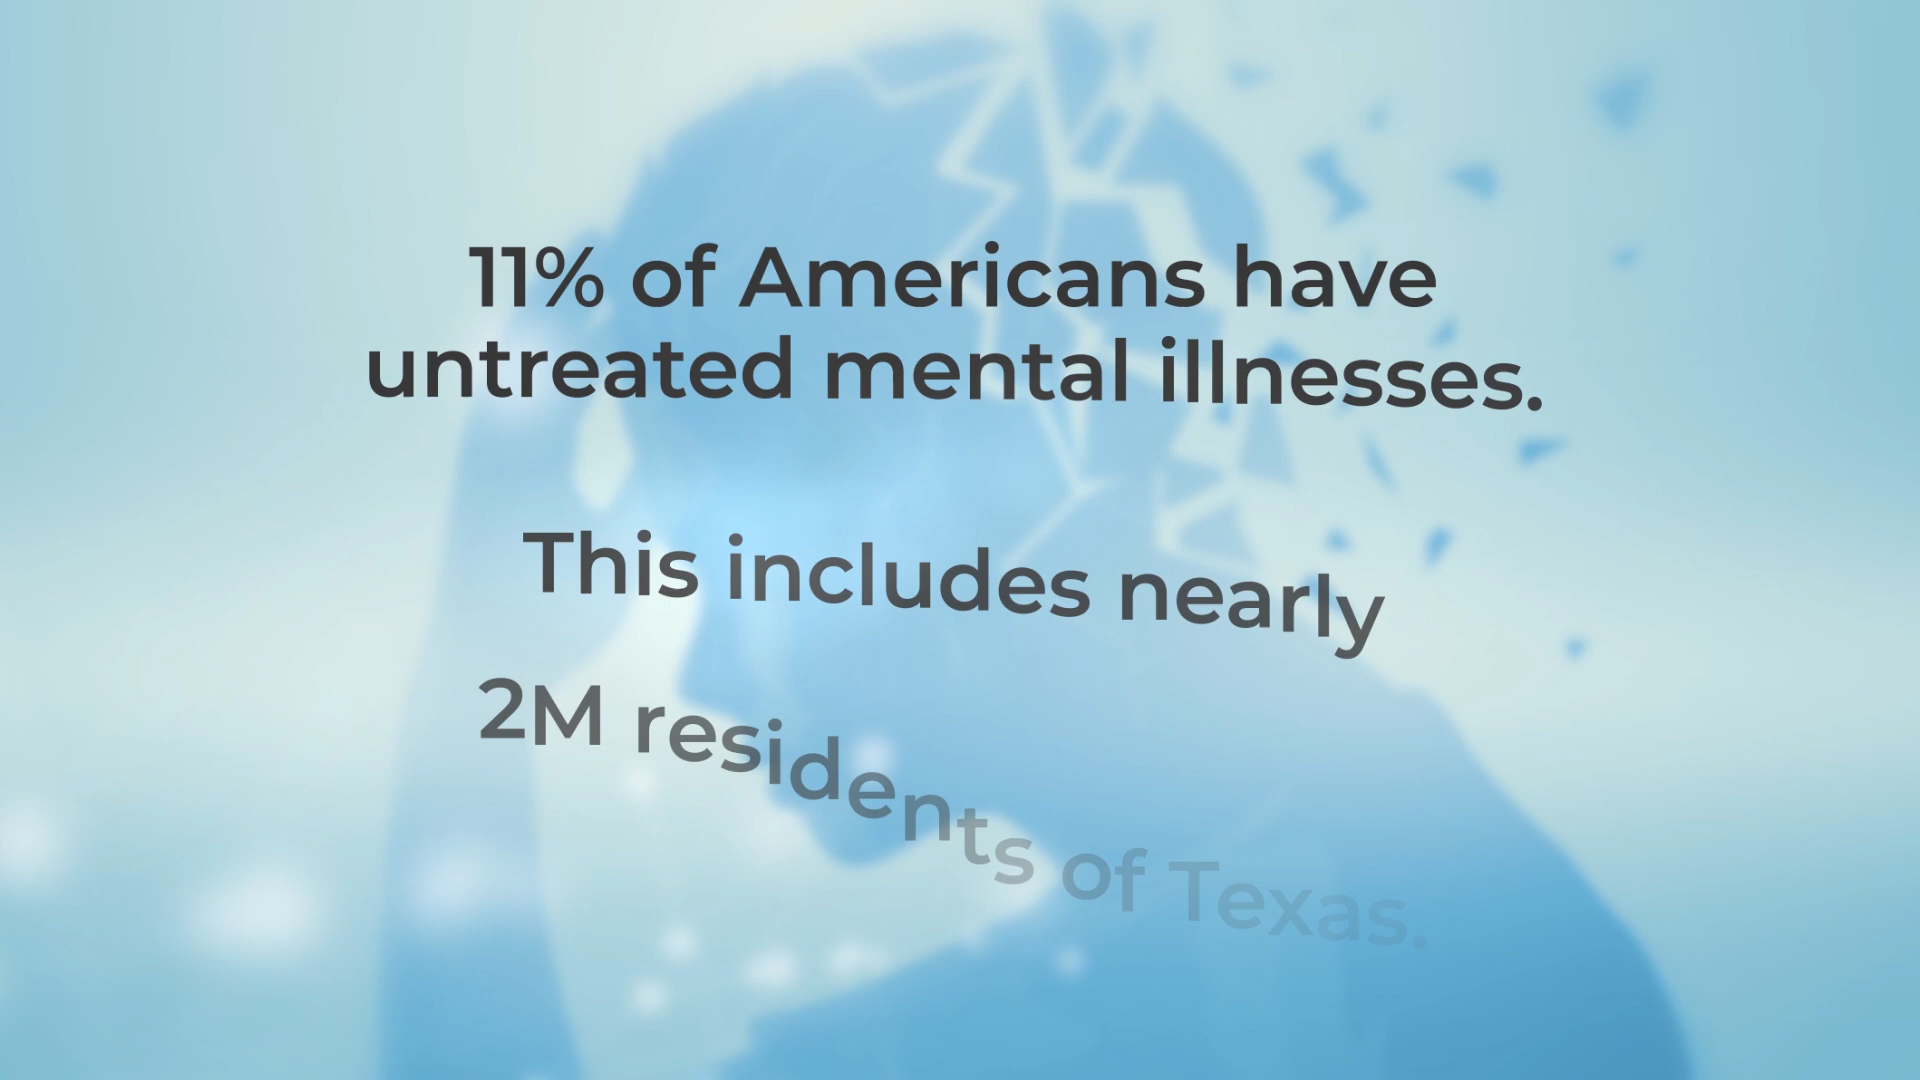 11% of Americans have
untreated mental illnesses.
This includes nearly
2M residents of Texas.